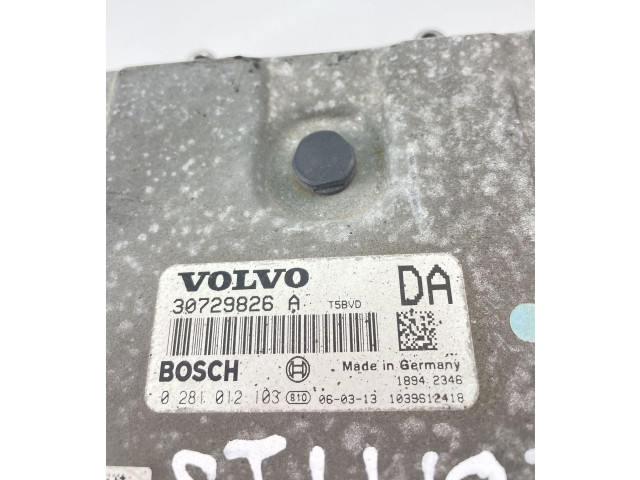 VOLVO DA
30729826 A T5BVD
BOSCH Made in Germany
1894 2346
0 281 012 103 810 06-03-13 1039S12418